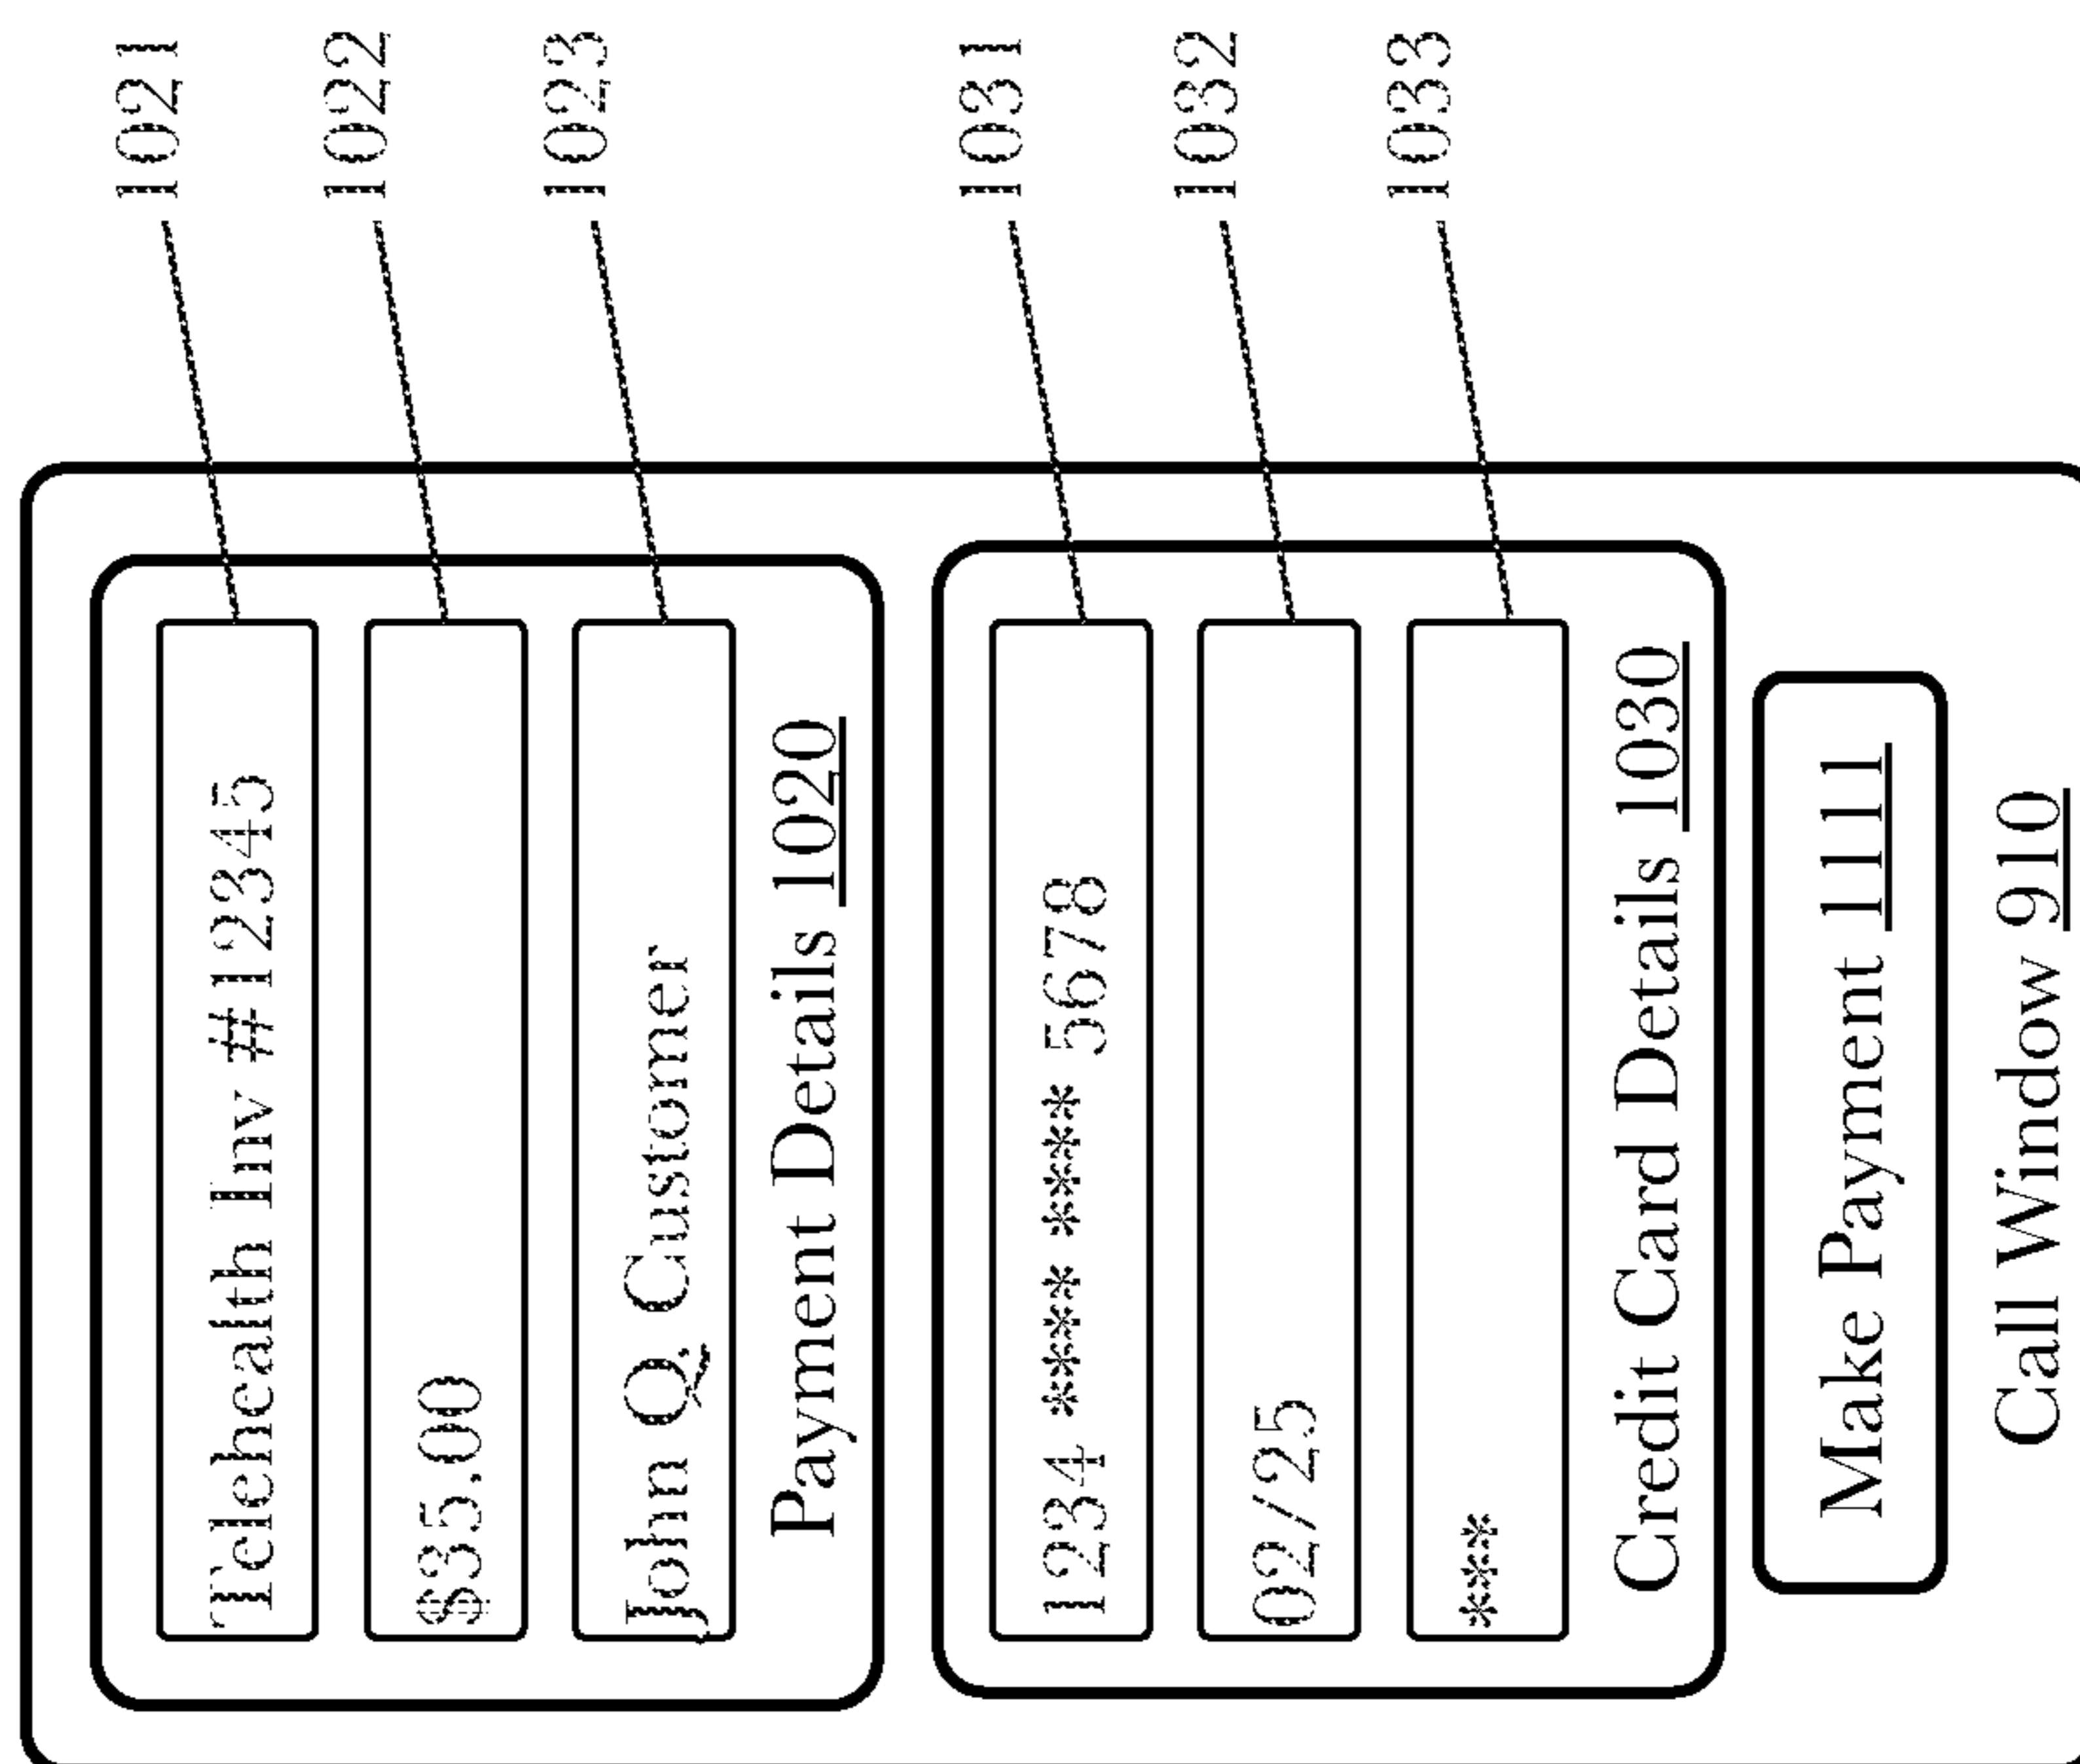 Telehealth Inv #12345 1021
$35.00 1022
John Q. Customer 1023
Payment Details 1020
1234 **** **** 5678 1031
02/25 1032
*** 1033
Credit Card Details 1030
Make Payment 1111
Call Window 910